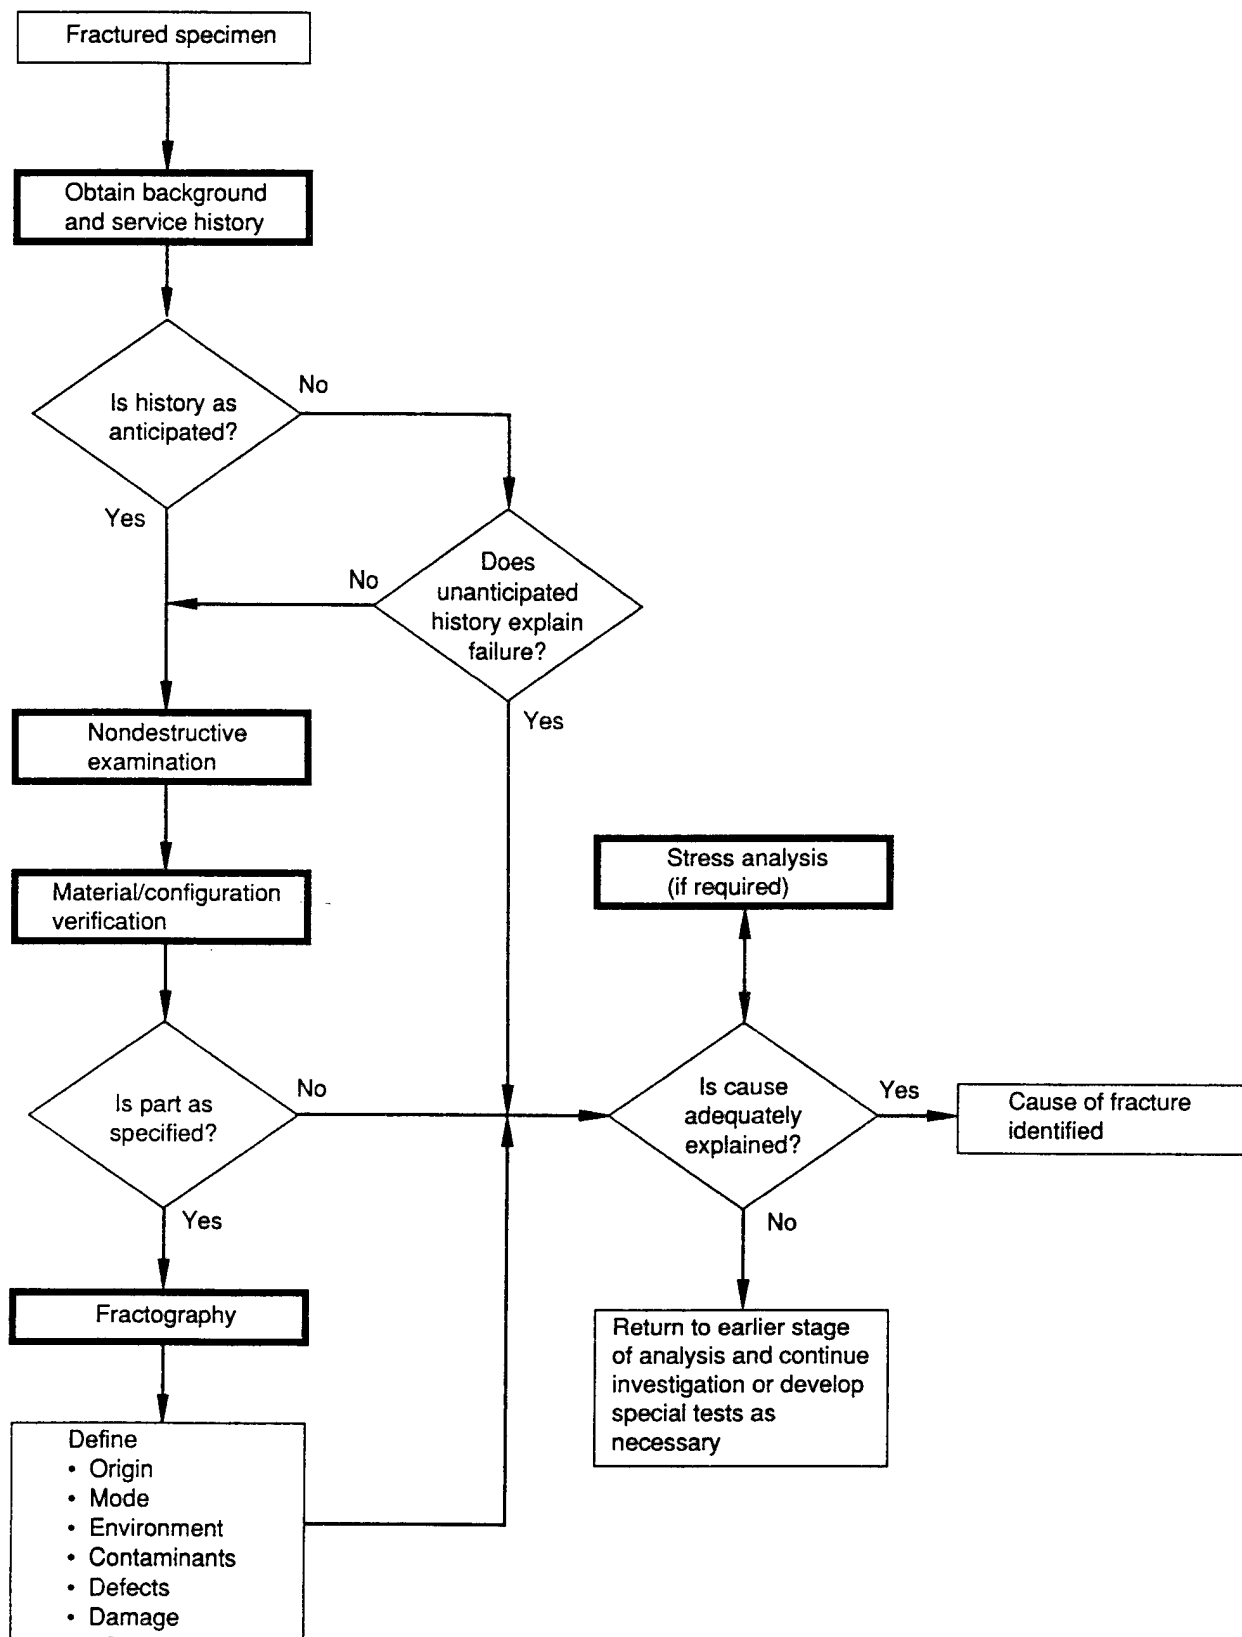 Fractured specimen
Obtain background
and service history
Is history as
anticipated?
No
Yes
Does
unanticipated
history explain
failure?
No
Yes
Nondestructive
examination
Material/configuration
verification
Stress analysis
(if required)
Is part as
specified?
No
Yes
Is cause
adequately
explained?
Yes
Cause of fracture
identified
No
Fractography
Return to earlier stage
of analysis and continue
investigation or develop
special tests as
necessary
Define
• Origin
• Mode
• Environment
• Contaminants
• Defects
• Damage